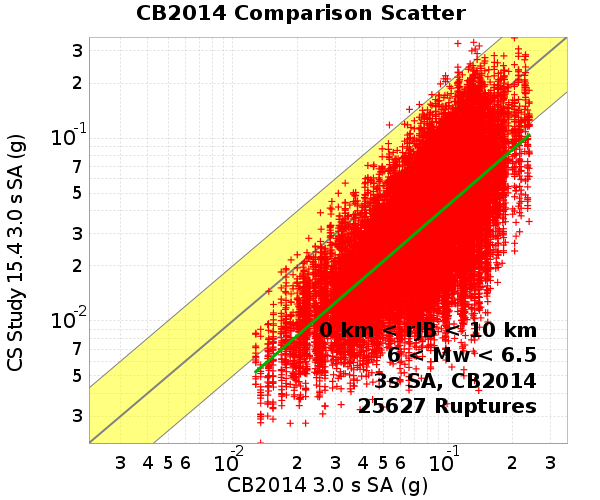 CB2014 Comparison Scatter
CS Study 15.4 3.0 s SA (g)
3
2
10-1
7
5
3
2
10-2
7
5
3
0 km < rJB < 10 km
6 < Mw < 6.5
3s SA, CB2014
25627 Ruptures
3 4 5 6 10-2 2 3 4 5 6 10-1 2 3
CB2014 3.0 s SA (g)